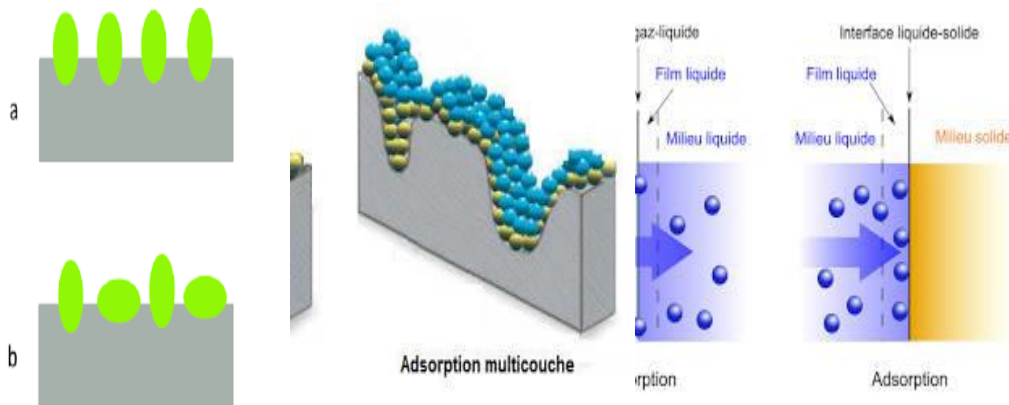 a
b
Adsorption multicouche
gaz-liquide
Film liquide
Milieu liquide
rption
Interface liquide-solide
Film liquide
Milieu liquide
Milieu solide
Adsorption